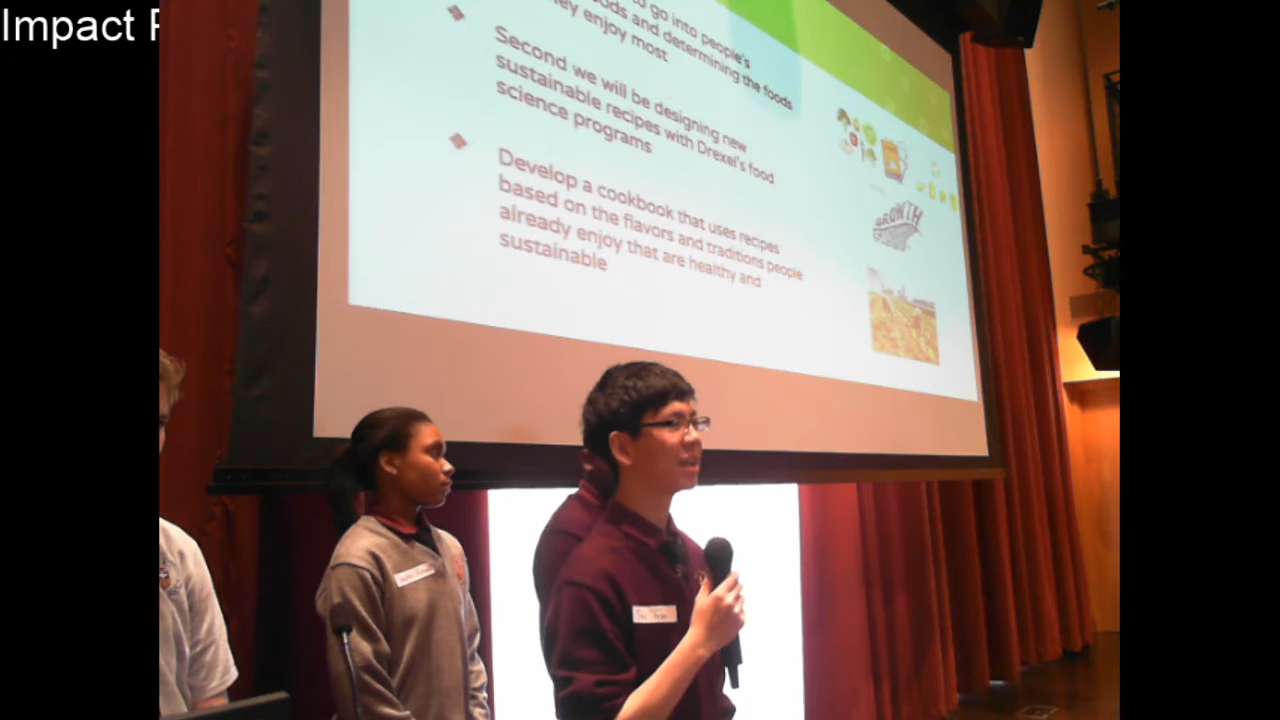 Impact
to go into people's
and determining the foods
they enjoy most
Second we will be designing new
sustainable recipes with Drexel's food
science programs
Develop a cookbook that uses recipes
based on the flavors and traditions people
already enjoy that are healthy and
sustainable
GROWTH